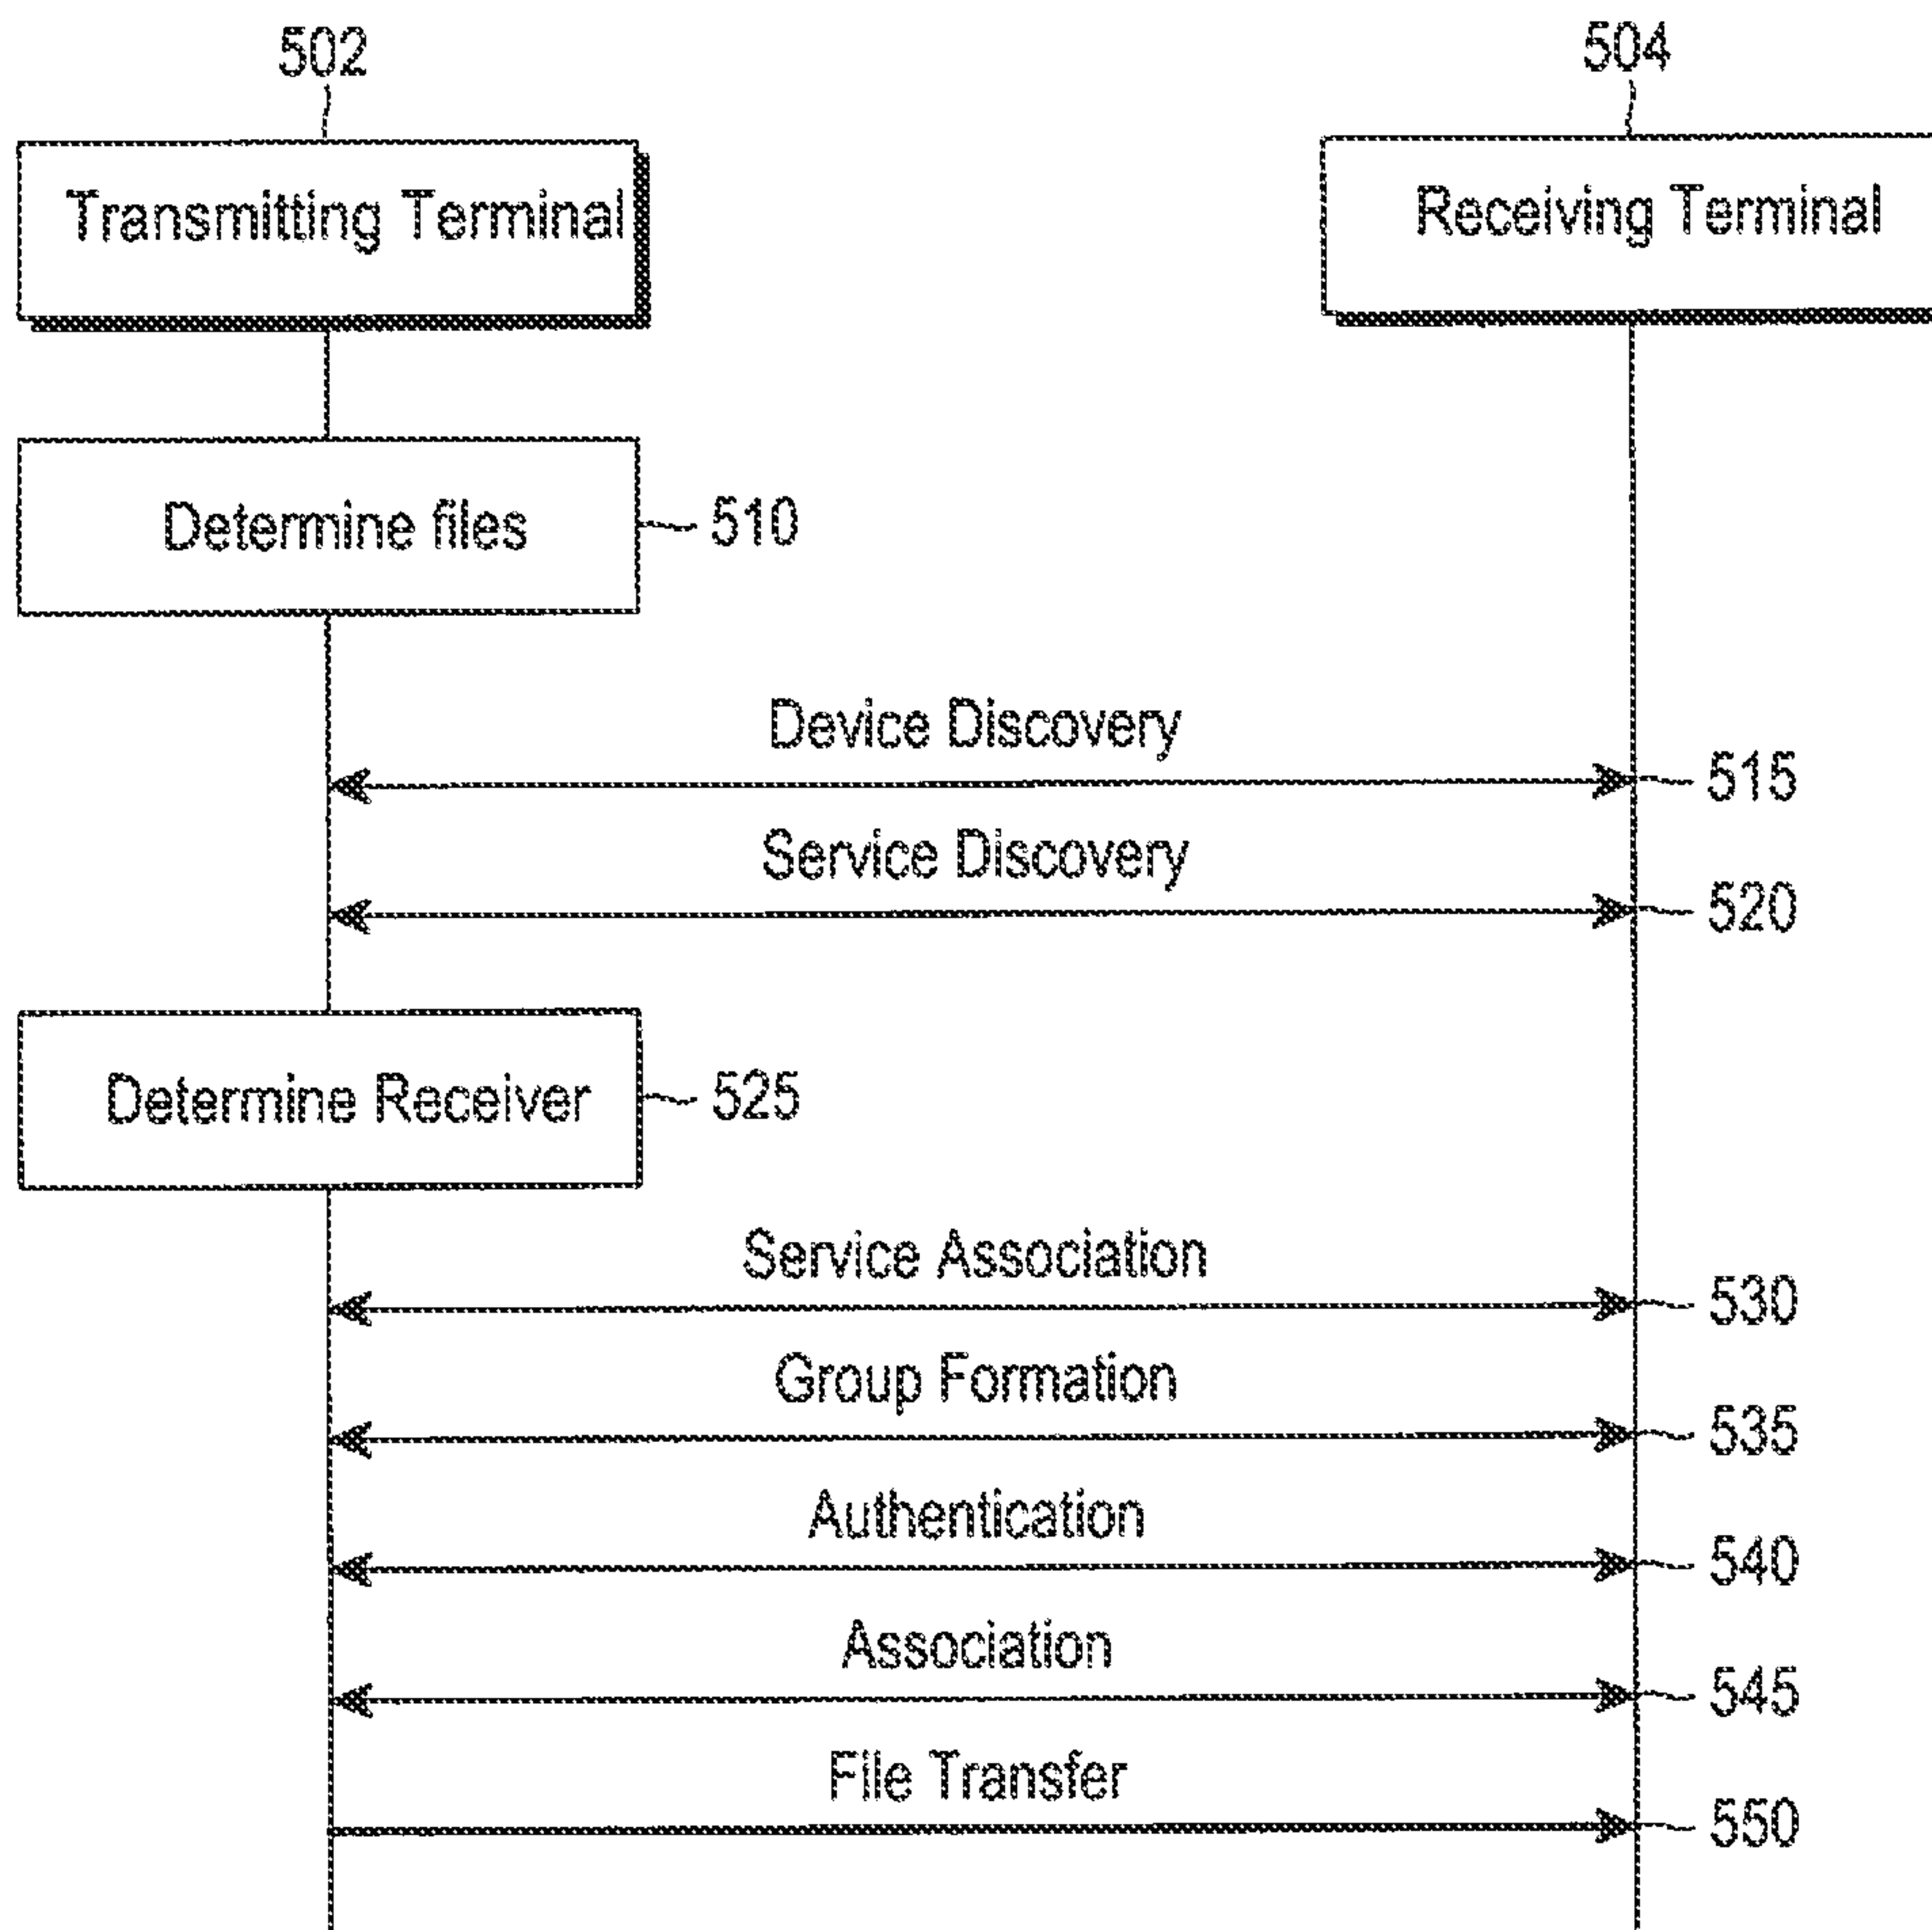 502
504
Transmitting Terminal
Receiving Terminal
Determine files
510
Device Discovery
515
Service Discovery
520
Determine Receiver
525
Service Association
530
Group Formation
535
Authentication
540
Association
545
File Transfer
550